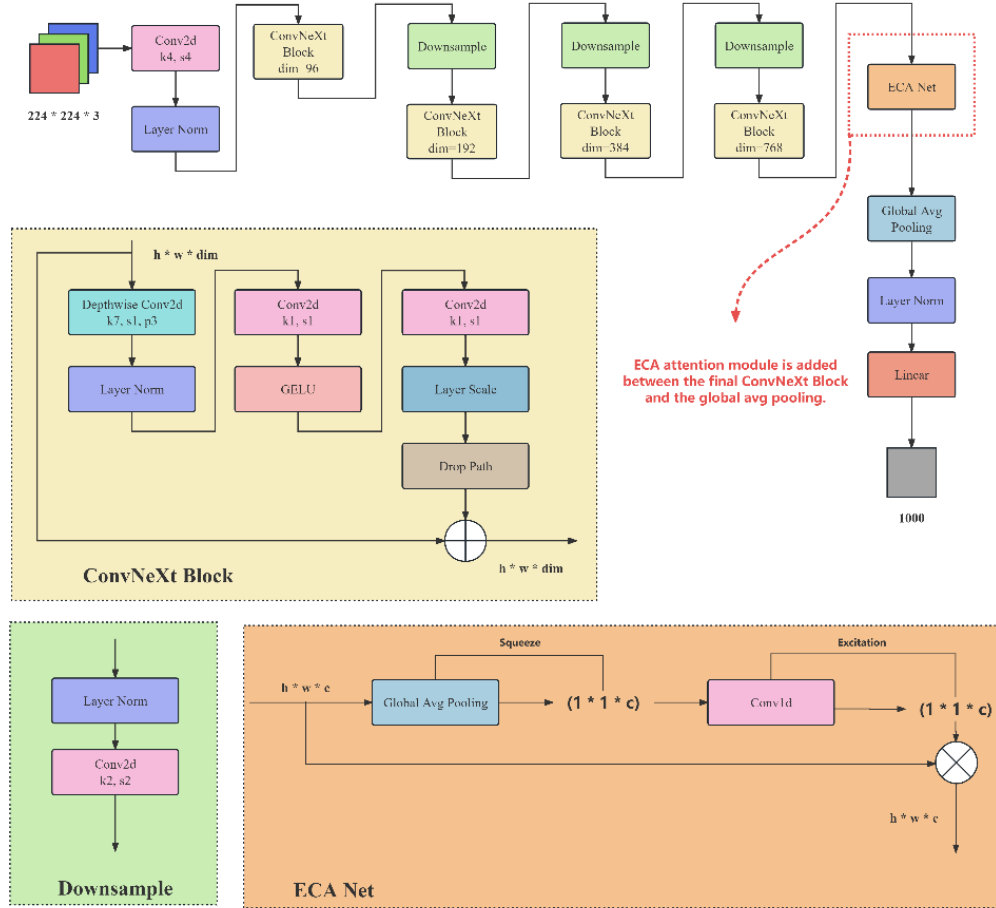 224 * 224 * 3
Conv2d
k4, s4
Layer Norm
ConvNeXt
Block
dim=96
Downsample
ConvNeXt
Block
dim=192
Downsample
ConvNeXt
Block
dim=384
Downsample
ConvNeXt
Block
dim=768
ECA Net
Global Avg
Pooling
Layer Norm
Linear
1000
ECA attention module is added
between the final ConvNeXt Block
and the global avg pooling.
h * w * dim
Depthwise Conv2d
k7, s1, p3
Layer Norm
Conv2d
k1, s1
GELU
Conv2d
k1, s1
Layer Scale
Drop Path
h * w * dim
ConvNeXt Block
Layer Norm
Conv2d
k2, s2
Downsample
h * w * c
Squeeze
Global Avg Pooling
(1 * 1 * c)
Excitation
Conv1d
(1 * 1 * c)
h * w * c
ECA Net